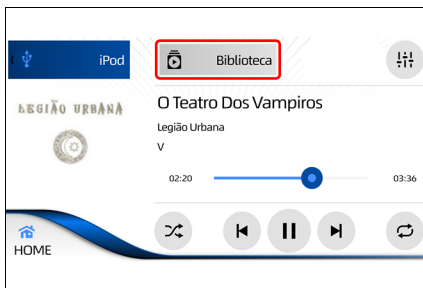 iPod
Biblioteca
LEGIÃO URBANA
O Teatro Dos Vampiros
Legião Urbana
V
02:20
03:36
HOME